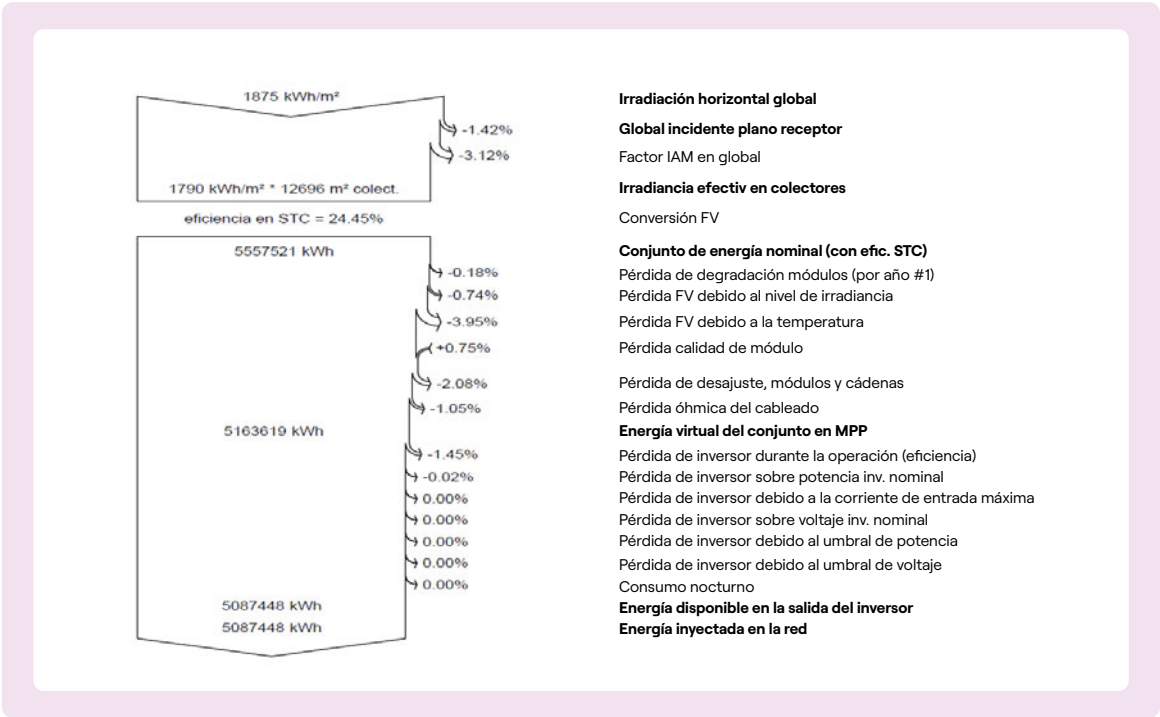 1875 kWh/m² Irradiación horizontal global
-1.42% Global incidente plano receptor
-3.12% Factor IAM en global
1790 kWh/m² * 12696 m² colect. Irradiancia efectiv en colectores
eficiencia en STC = 24.45% Conversión FV
5557521 kWh Conjunto de energía nominal (con efic. STC)
-0.18% Pérdida de degradación módulos (por año #1)
-0.74% Pérdida FV debido al nivel de irradiancia
-3.95% Pérdida FV debido a la temperatura
+0.75% Pérdida calidad de módulo
-2.08% Pérdida de desajuste, módulos y cádenas
-1.05% Pérdida óhmica del cableado
5163619 kWh Energía virtual del conjunto en MPP
-1.45% Pérdida de inversor durante la operación (eficiencia)
-0.02% Pérdida de inversor sobre potencia inv. nominal
0.00% Pérdida de inversor debido a la corriente de entrada máxima
0.00% Pérdida de inversor sobre voltaje inv. nominal
0.00% Pérdida de inversor debido al umbral de potencia
0.00% Pérdida de inversor debido al umbral de voltaje
0.00% Consumo nocturno
5087448 kWh Energía disponible en la salida del inversor
5087448 kWh Energía inyectada en la red